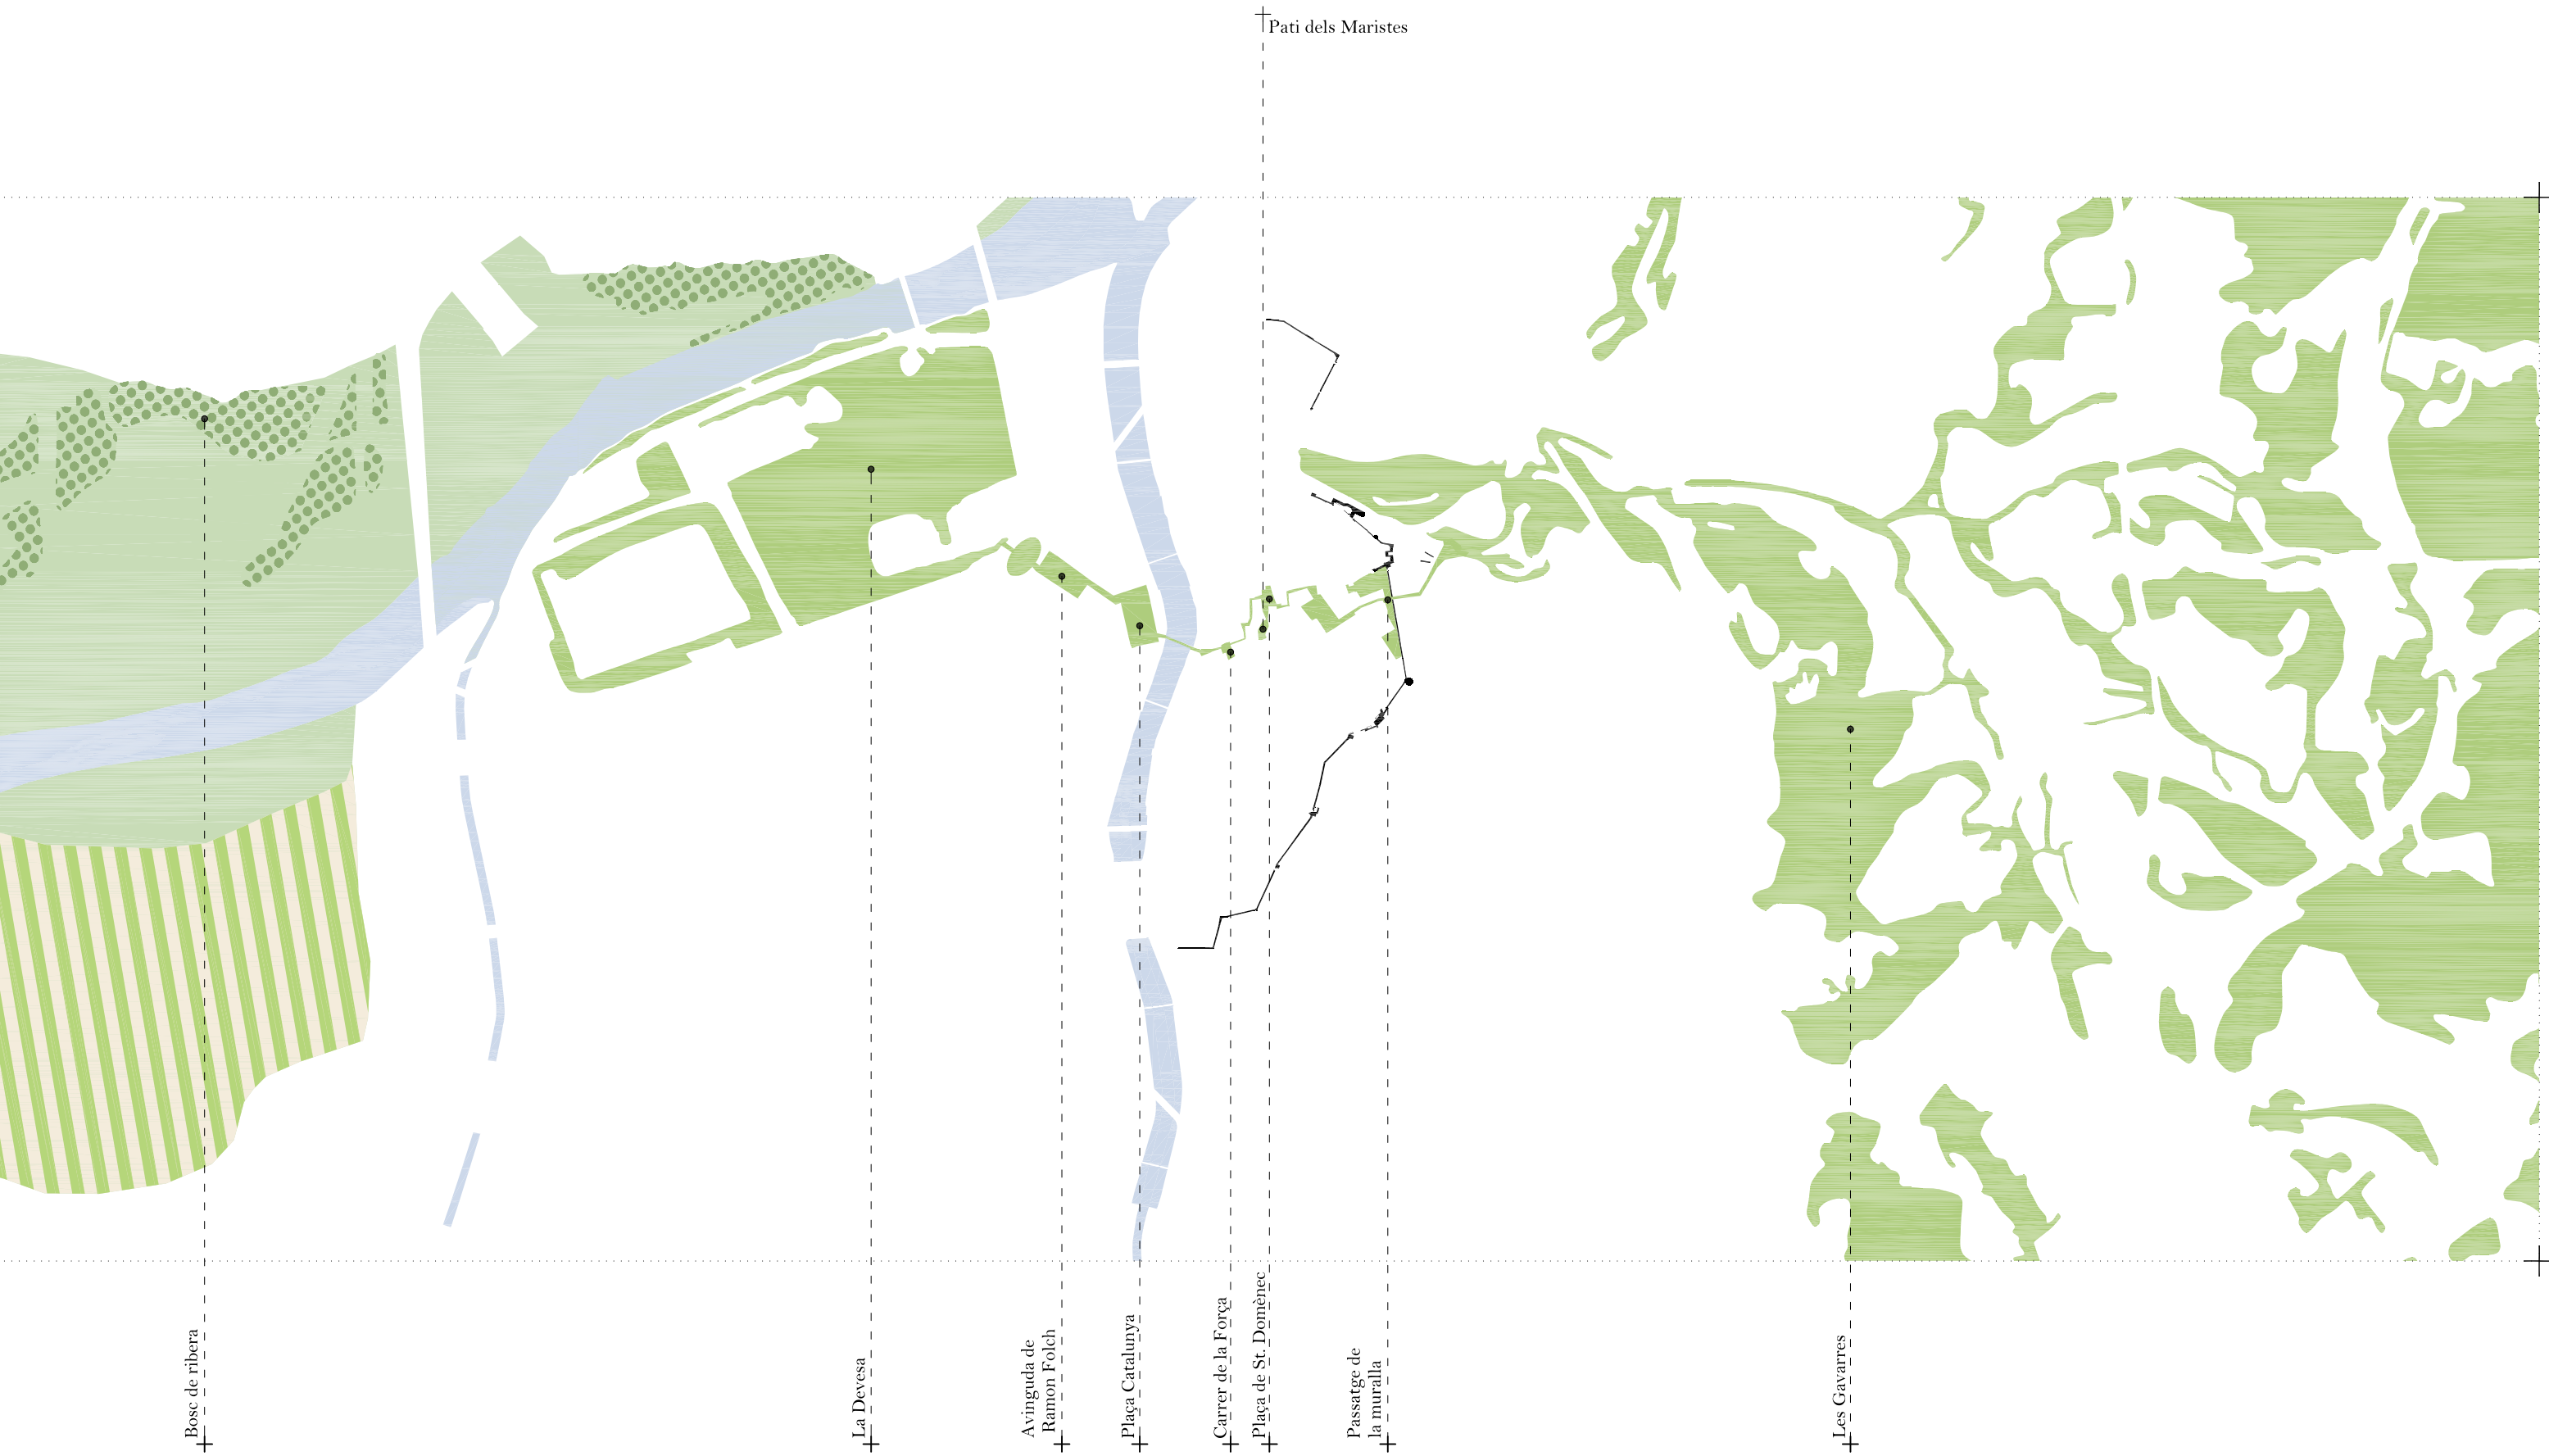 Pati dels Maristes
Bosc de ribera
La Devesa
Avinguda de
Ramon Folch
Plaça Catalunya
Carrer de la Força
Plaça de St. Domènec
Passatge de
la muralla
Les Gavarres